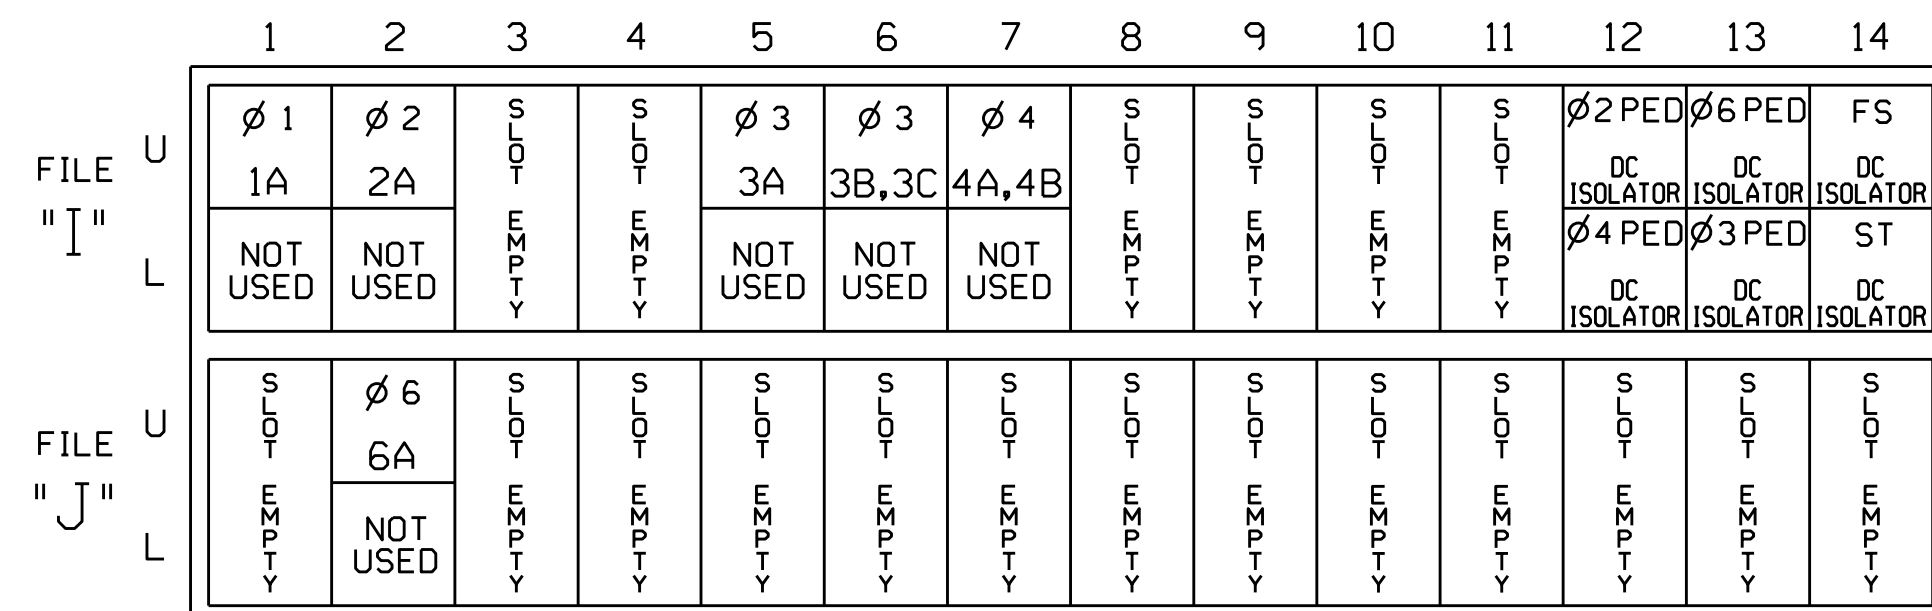 1 2 3 4 5 6 7 8 9 10 11 12 13 14
FILE "I"
U
L
Ø 1
1A
NOT
USED
Ø 2
2A
NOT
USED
SLOT EMPTY
SLOT EMPTY
Ø 3
3A
NOT
USED
Ø 3
3B,3C
NOT
USED
Ø 4
4A,4B
NOT
USED
SLOT EMPTY
SLOT EMPTY
SLOT EMPTY
SLOT EMPTY
Ø2 PED
DC
ISOLATOR
Ø4 PED
DC
ISOLATOR
Ø6 PED
DC
ISOLATOR
Ø3 PED
DC
ISOLATOR
FS
DC
ISOLATOR
ST
DC
ISOLATOR
FILE "J"
U
L
SLOT EMPTY
Ø 6
6A
NOT
USED
SLOT EMPTY
SLOT EMPTY
SLOT EMPTY
SLOT EMPTY
SLOT EMPTY
SLOT EMPTY
SLOT EMPTY
SLOT EMPTY
SLOT EMPTY
SLOT EMPTY
SLOT EMPTY
SLOT EMPTY